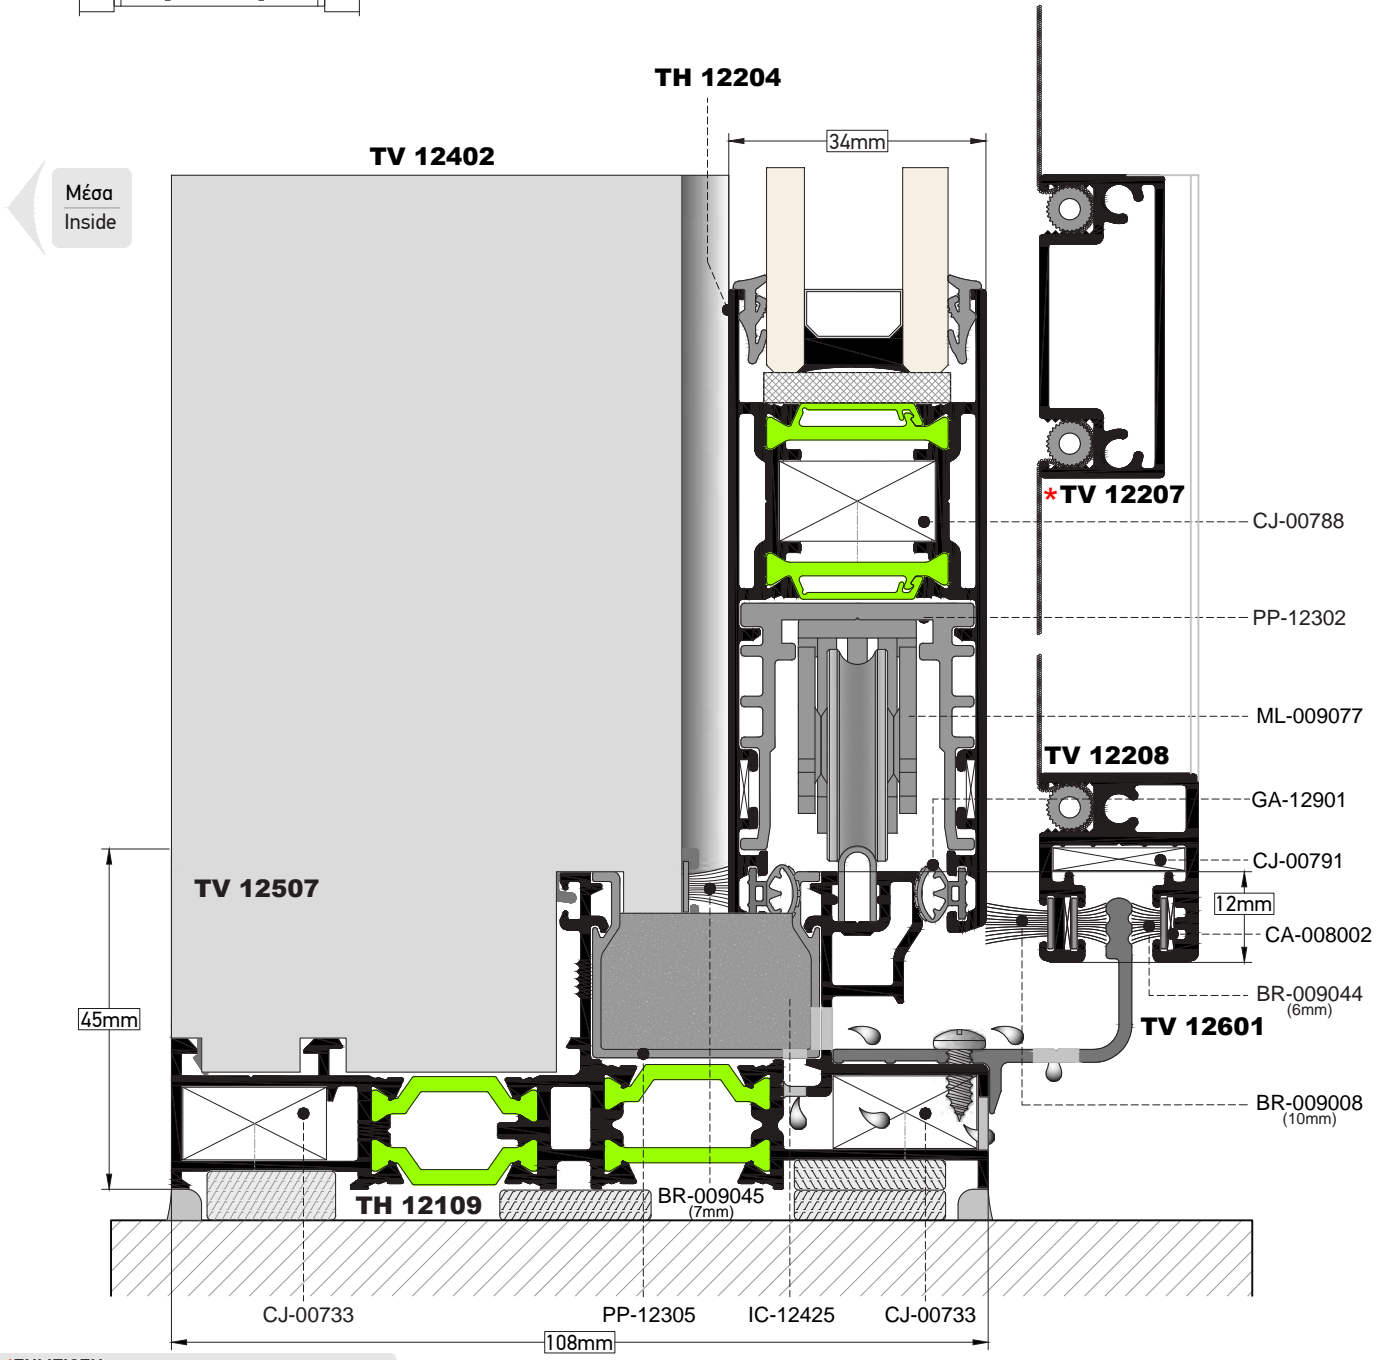 TH 12204
34mm
TV 12402
Μέσα
Inside
*TV 12207
CJ-00788
PP-12302
ML-009077
TV 12208
GA-12901
CJ-00791
TV 12507
12mm
CA-008002
BR-009044
(6mm)
45mm
TV 12601
BR-009008
(10mm)
BR-009045
(7mm)
TH 12109
CJ-00733
PP-12305
IC-12425
CJ-00733
108mm